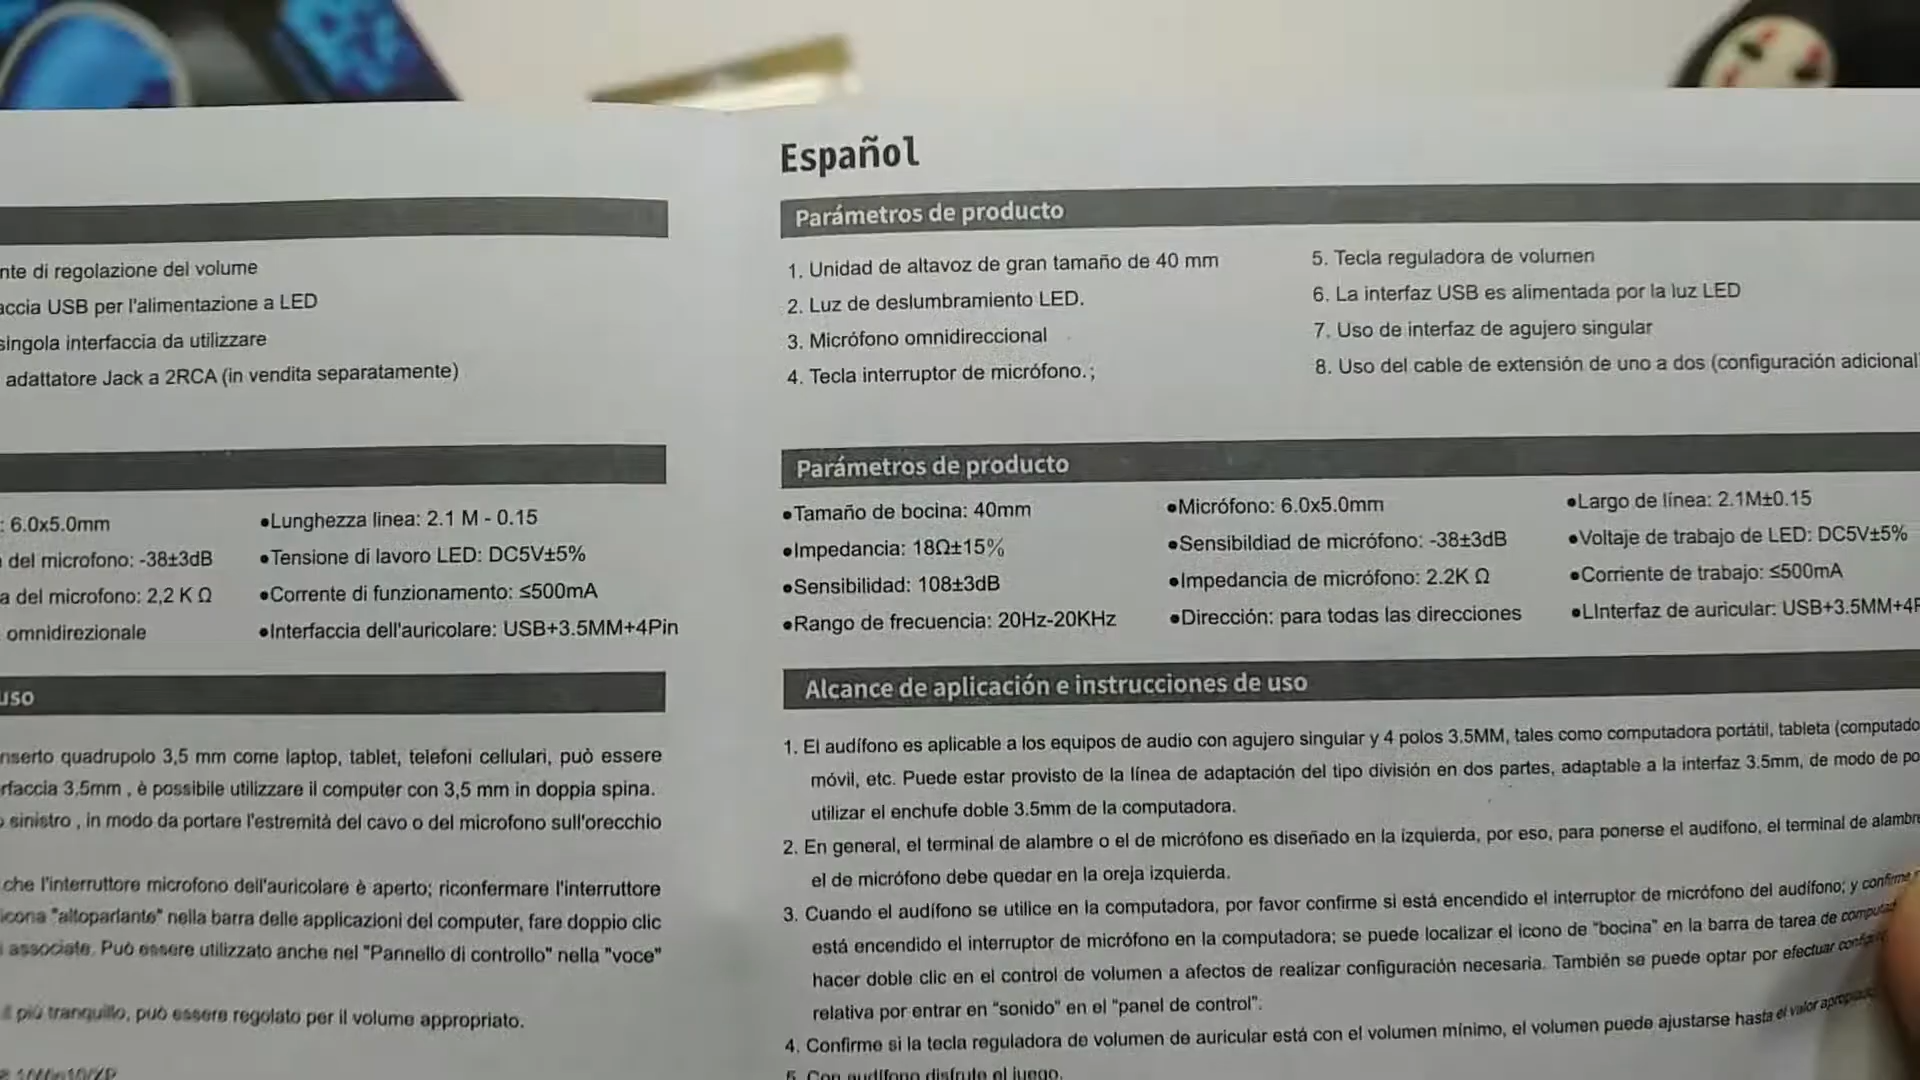 nte di regolazione del volume
accia USB per l'alimentazione a LED
singola interfaccia da utilizzare
adattatore Jack a 2RCA (in vendita separatamente)
: 6.0x5.0mm
del microfono: -38±3dB
a del microfono: 2,2 K Ω
omnidirezionale
●Lunghezza linea: 2.1 M - 0.15
●Tensione di lavoro LED: DC5V±5%
●Corrente di funzionamento: ≤500mA
●Interfaccia dell'auricolare: USB+3.5MM+4Pin
uso
nserto quadrupolo 3,5 mm come laptop, tablet, telefoni cellulari, può essere
rfaccia 3.5mm , è possibile utilizzare il computer con 3,5 mm in doppia spina.
sinistro , in modo da portare l'estremità del cavo o del microfono sull'orecchio
che l'interruttore microfono dell'auricolare è aperto; riconfermare l'interruttore
icona "altoparlante" nella barra delle applicazioni del computer, fare doppio clic
associate. Può essere utilizzato anche nel "Pannello di controllo" nella "voce"
il più tranquillo, può essere regolato per il volume appropriato.
Español
Parámetros de producto
1. Unidad de altavoz de gran tamaño de 40 mm
2. Luz de deslumbramiento LED.
3. Micrófono omnidireccional
4. Tecla interruptor de micrófono.;
5. Tecla reguladora de volumen
6. La interfaz USB es alimentada por la luz LED
7. Uso de interfaz de agujero singular
8. Uso del cable de extensión de uno a dos (configuración adicional)
Parámetros de producto
●Tamaño de bocina: 40mm
●Impedancia: 18Ω±15%
●Sensibilidad: 108±3dB
●Rango de frecuencia: 20Hz-20KHz
●Micrófono: 6.0x5.0mm
●Sensibildiad de micrófono: -38±3dB
●Impedancia de micrófono: 2.2K Ω
●Dirección: para todas las direcciones
●Largo de línea: 2.1M±0.15
●Voltaje de trabajo de LED: DC5V±5%
●Corriente de trabajo: ≤500mA
●LInterfaz de auricular: USB+3.5MM+4P
Alcance de aplicación e instrucciones de uso
1. El audífono es aplicable a los equipos de audio con agujero singular y 4 polos 3.5MM, tales como computadora portátil, tableta (computado
móvil, etc. Puede estar provisto de la línea de adaptación del tipo división en dos partes, adaptable a la interfaz 3.5mm, de modo de po
utilizar el enchufe doble 3.5mm de la computadora.
2. En general, el terminal de alambre o el de micrófono es diseñado en la izquierda, por eso, para ponerse el audífono, el terminal de alambre
el de micrófono debe quedar en la oreja izquierda.
3. Cuando el audífono se utilice en la computadora, por favor confirme si está encendido el interruptor de micrófono del audífono; y confirme
está encendido el interruptor de micrófono en la computadora; se puede localizar el icono de "bocina" en la barra de tarea de computad
hacer doble clic en el control de volumen a afectos de realizar configuración necesaria. También se puede optar por efectuar config
relativa por entrar en "sonido" en el "panel de control".
4. Confirme si la tecla reguladora de volumen de auricular está con el volumen mínimo, el volumen puede ajustarse hasta el valor apropiado
5. Con audífono disfrute el juego.